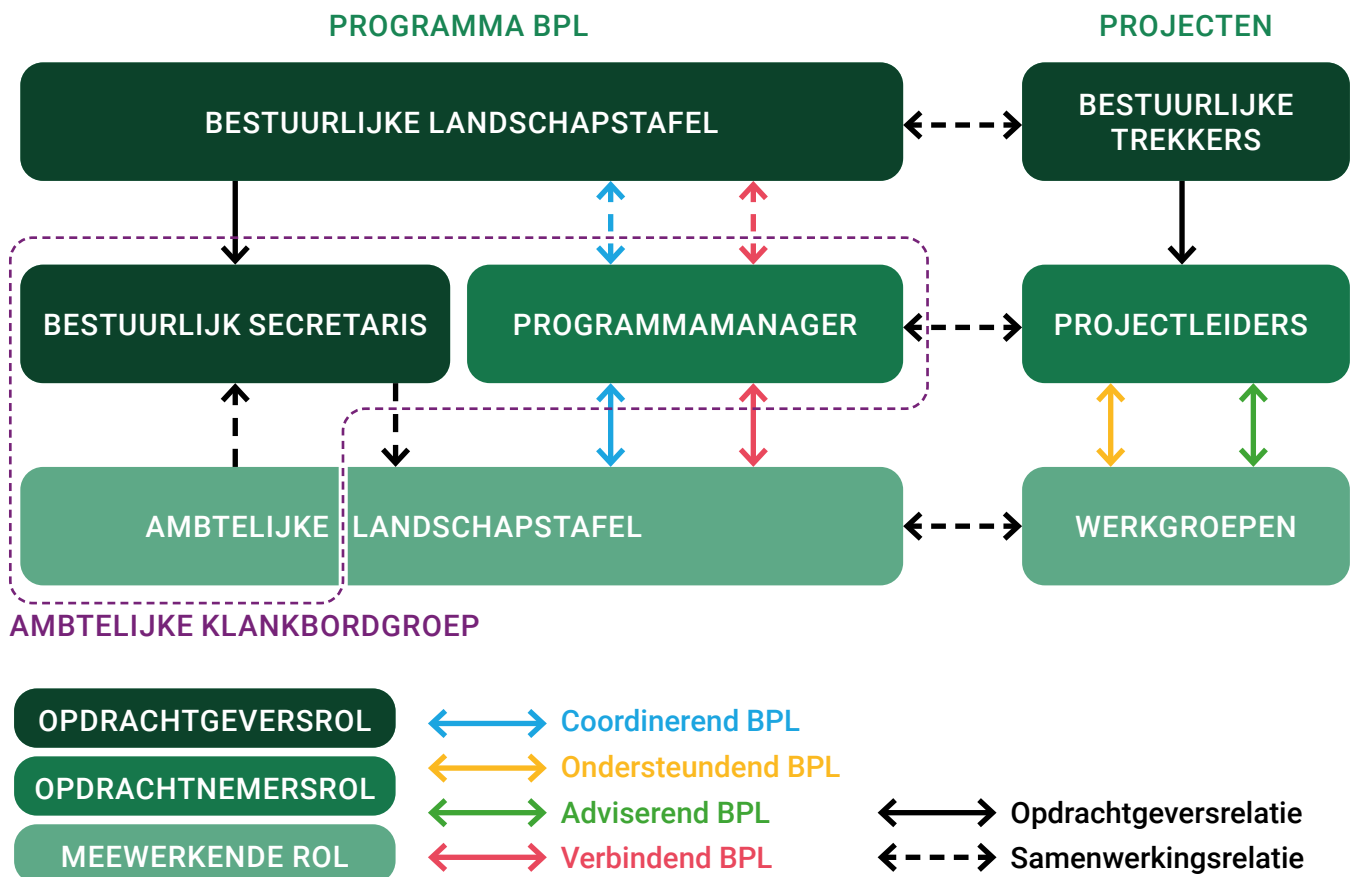 PROGRAMMA BPL
PROJECTEN
BESTUURLIJKE LANDSCHAPSTAFEL
BESTUURLIJKE
TREKKERS
BESTUURLIJK SECRETARIS
PROGRAMMAMANAGER
PROJECTLEIDERS
AMBTELIJKE LANDSCHAPSTAFEL
WERKGROEPEN
AMBTELIJKE KLANKBORDGROEP
OPDRACHTGEVERSROL
OPDRACHTNEMERSROL
MEEWERKENDE ROL
Coordinerend BPL
Ondersteundend BPL
Adviserend BPL
Verbindend BPL
Opdrachtgeversrelatie
Samenwerkingsrelatie